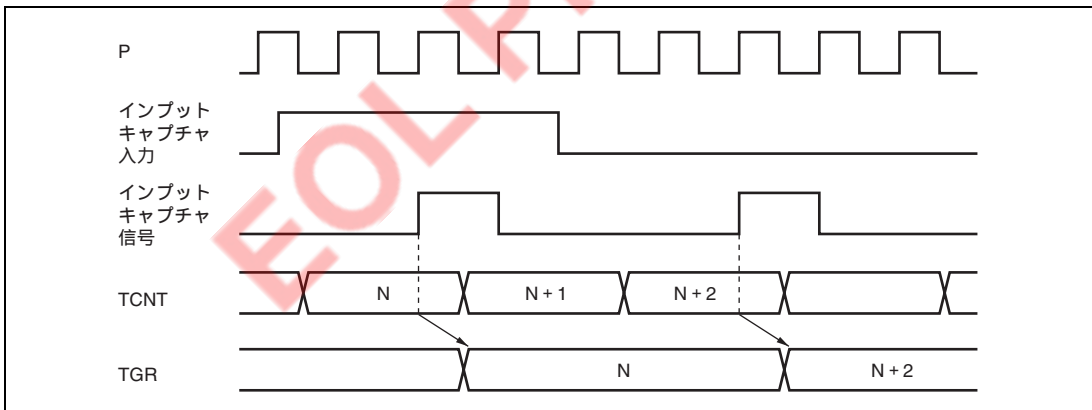 EOL P
P
インプット
キャプチャ
入力
インプット
キャプチャ
信号
TCNT
N
N + 1
N + 2
TGR
N
N + 2